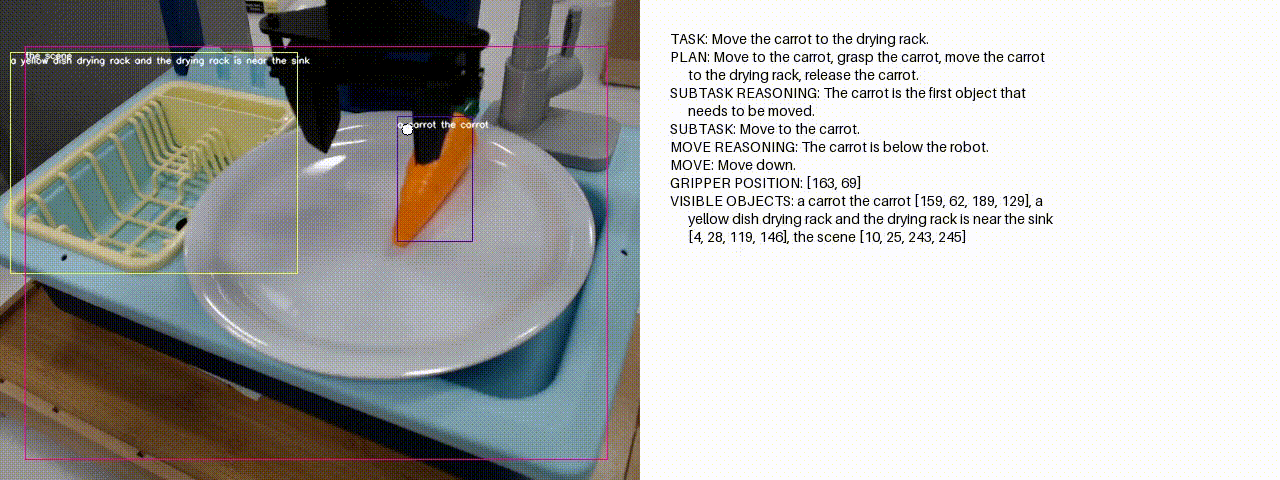 the scene
a yellow dish drying rack and the drying rack is near the sink
a carrot the carrot
TASK: Move the carrot to the drying rack.
PLAN: Move to the carrot, grasp the carrot, move the carrot
to the drying rack, release the carrot.
SUBTASK REASONING: The carrot is the first object that
needs to be moved.
SUBTASK: Move to the carrot.
MOVE REASONING: The carrot is below the robot.
MOVE: Move down.
GRIPPER POSITION: [163, 69]
VISIBLE OBJECTS: a carrot the carrot [159, 62, 189, 129], a
yellow dish drying rack and the drying rack is near the sink
[4, 28, 119, 146], the scene [10, 25, 243, 245]